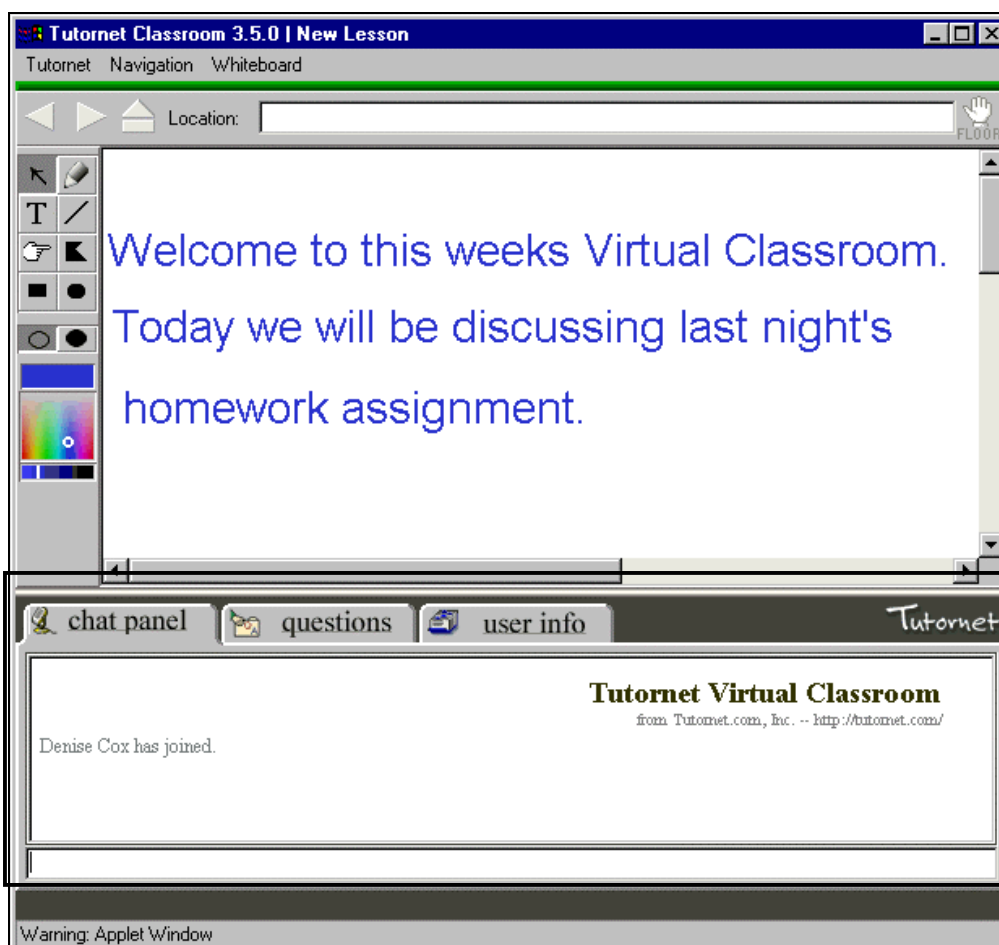 Tutornet Classroom 3.5.0 | New Lesson
Tutornet Navigation Whiteboard
Location:
FLOOR
T
Welcome to this weeks Virtual Classroom.
Today we will be discussing last night's
homework assignment.
chat panel questions user info Tutornet
Tutornet Virtual Classroom
from Tutornet.com, Inc. -- http://tutornet.com/
Denise Cox has joined.
Warning: Applet Window